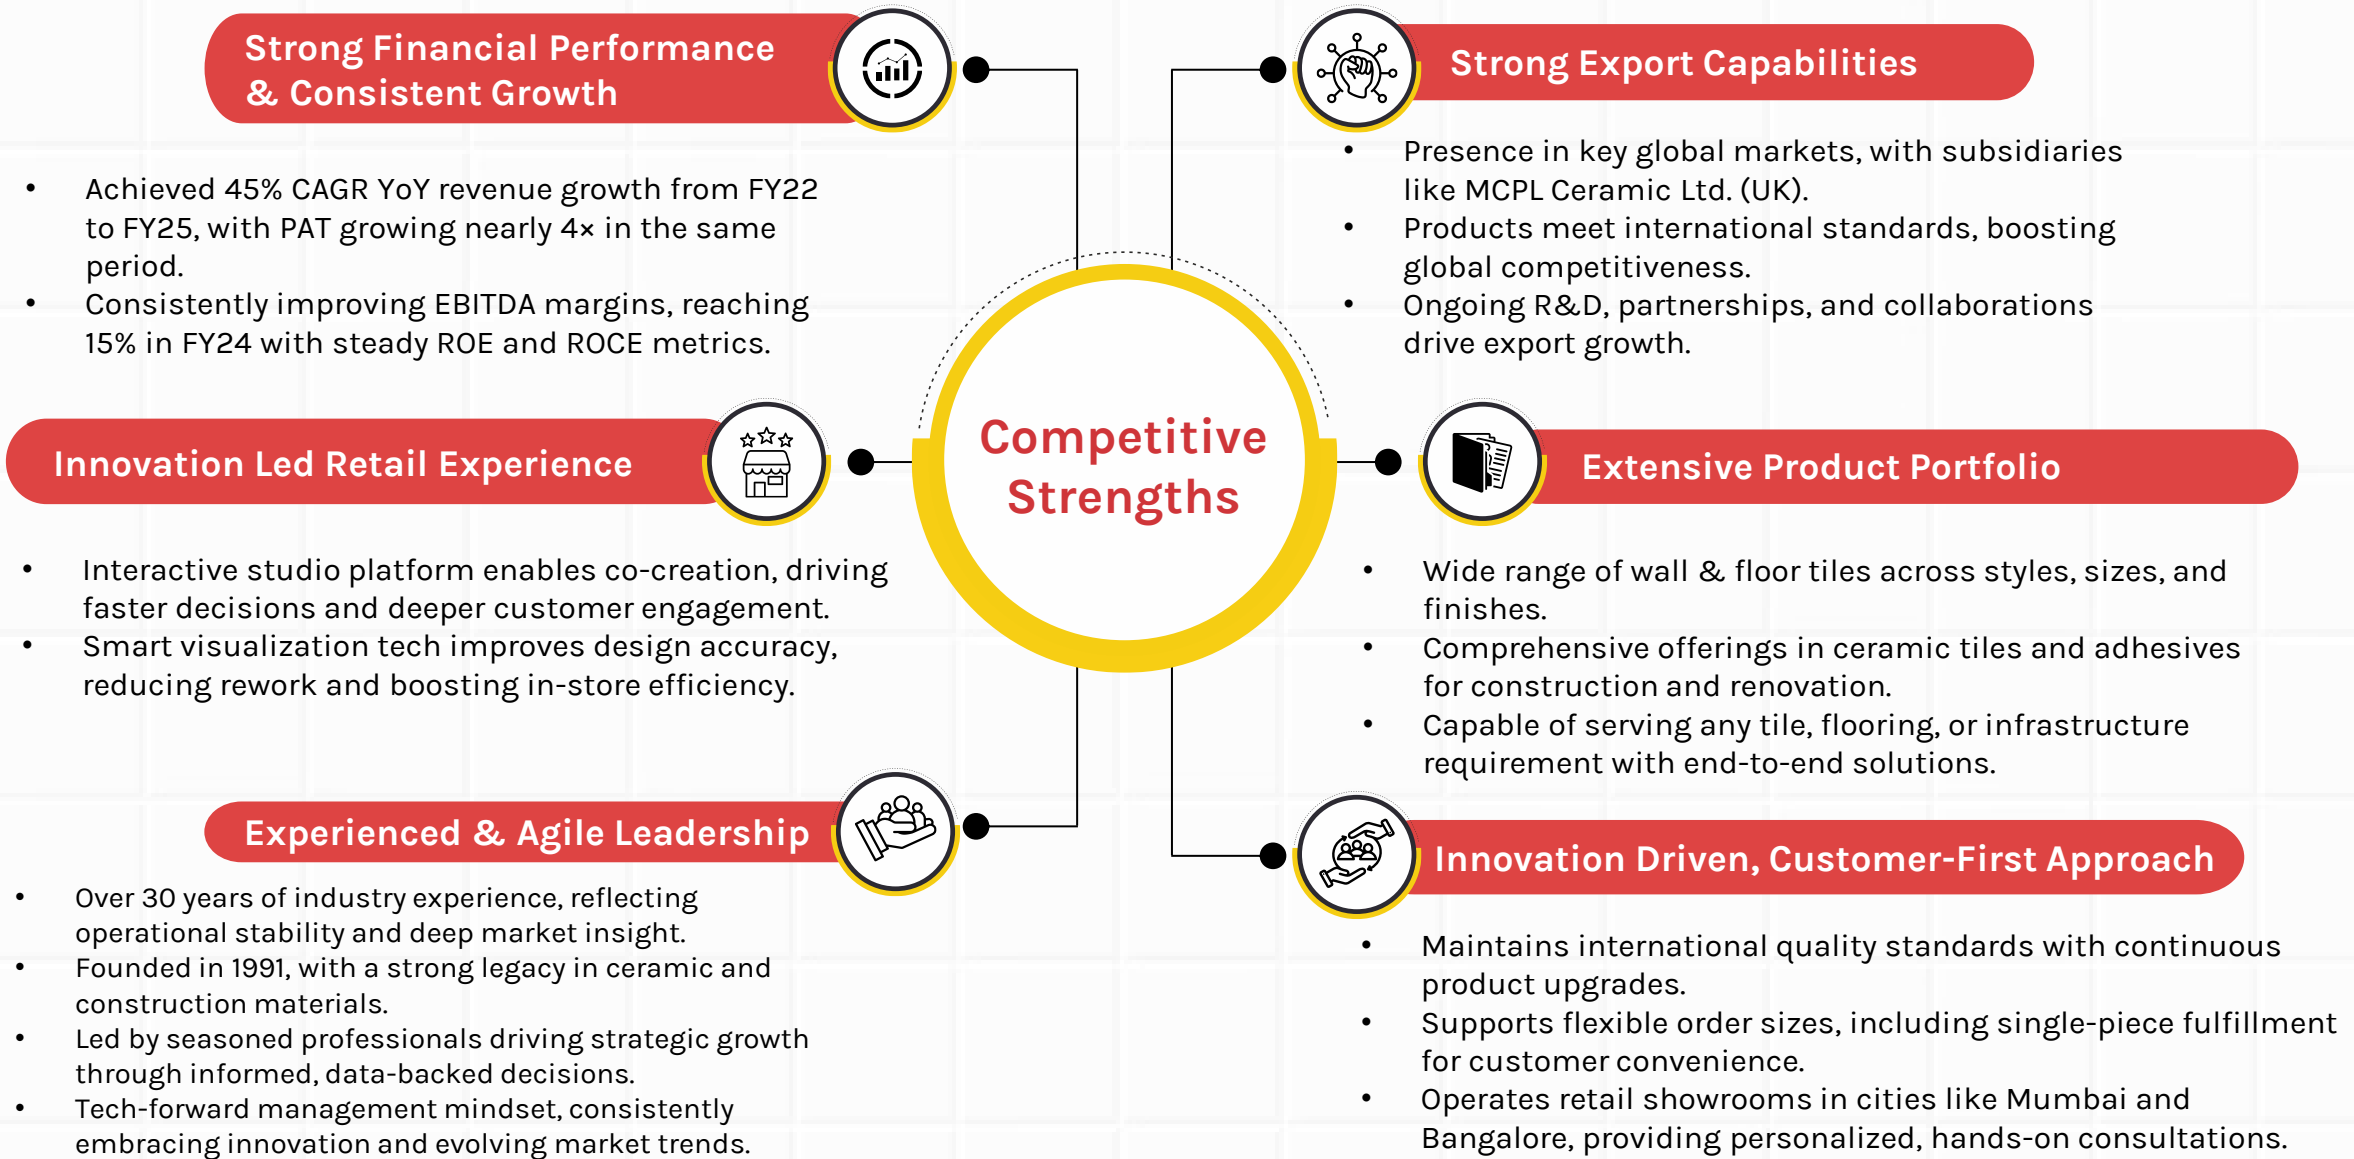 Strong Financial Performance
& Consistent Growth
• Achieved 45% CAGR YoY revenue growth from FY22
to FY25, with PAT growing nearly 4× in the same
period.
• Consistently improving EBITDA margins, reaching
15% in FY24 with steady ROE and ROCE metrics.
Innovation Led Retail Experience
• Interactive studio platform enables co-creation, driving
faster decisions and deeper customer engagement.
• Smart visualization tech improves design accuracy,
reducing rework and boosting in-store efficiency.
Experienced & Agile Leadership
• Over 30 years of industry experience, reflecting
operational stability and deep market insight.
• Founded in 1991, with a strong legacy in ceramic and
construction materials.
• Led by seasoned professionals driving strategic growth
through informed, data-backed decisions.
• Tech-forward management mindset, consistently
embracing innovation and evolving market trends.
Competitive
Strengths
Strong Export Capabilities
• Presence in key global markets, with subsidiaries
like MCPL Ceramic Ltd. (UK).
• Products meet international standards, boosting
global competitiveness.
• Ongoing R&D, partnerships, and collaborations
drive export growth.
Extensive Product Portfolio
• Wide range of wall & floor tiles across styles, sizes, and
finishes.
• Comprehensive offerings in ceramic tiles and adhesives
for construction and renovation.
• Capable of serving any tile, flooring, or infrastructure
requirement with end-to-end solutions.
Innovation Driven, Customer-First Approach
• Maintains international quality standards with continuous
product upgrades.
• Supports flexible order sizes, including single-piece fulfillment
for customer convenience.
• Operates retail showrooms in cities like Mumbai and
Bangalore, providing personalized, hands-on consultations.